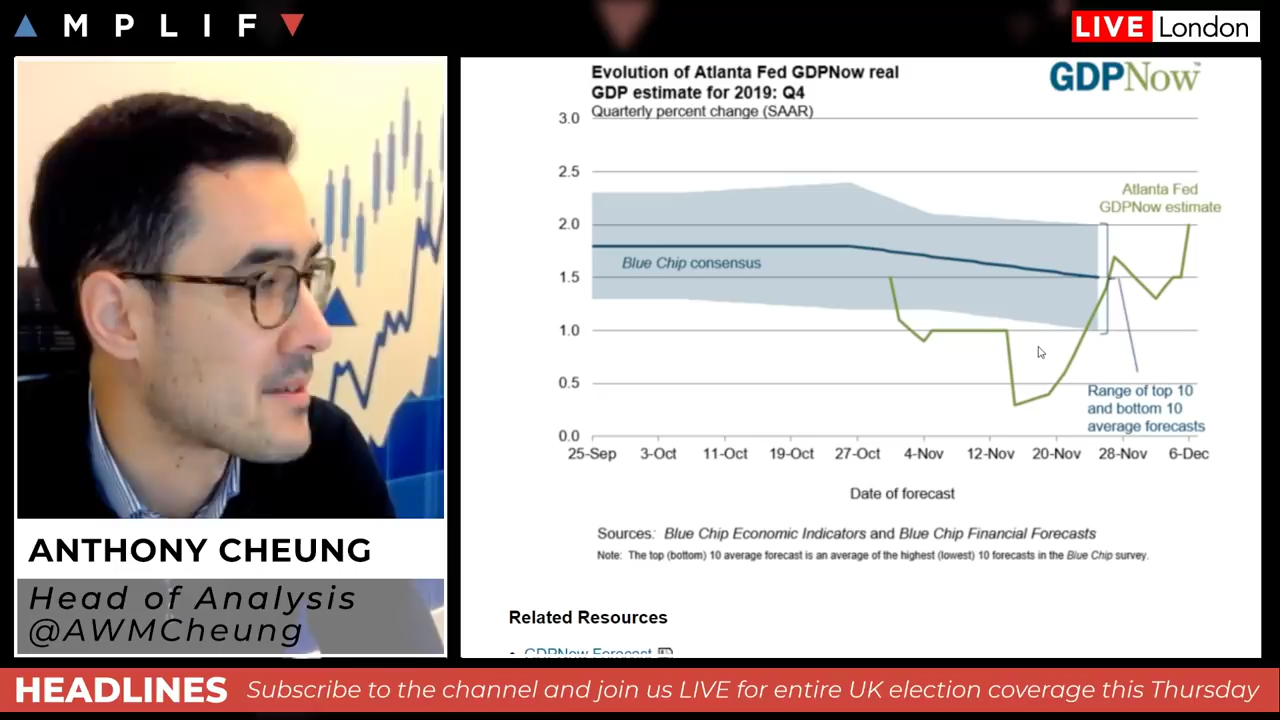 AMPLIFY
LIVE London
Evolution of Atlanta Fed GDPNow real
GDP estimate for 2019: Q4
Quarterly percent change (SAAR)
GDPNow™
3.0
2.5
2.0
1.5
1.0
0.5
0.0
Atlanta Fed
GDPNow estimate
Blue Chip consensus
Range of top 10
and bottom 10
average forecasts
25-Sep 3-Oct 11-Oct 19-Oct 27-Oct 4-Nov 12-Nov 20-Nov 28-Nov 6-Dec
Date of forecast
Sources: Blue Chip Economic Indicators and Blue Chip Financial Forecasts
Note: The top (bottom) 10 average forecast is an average of the highest (lowest) 10 forecasts in the Blue Chip survey.
Related Resources
• GDPNow Forecast
ANTHONY CHEUNG
Head of Analysis
@AWMCheung
HEADLINES Subscribe to the channel and join us LIVE for entire UK election coverage this Thursday